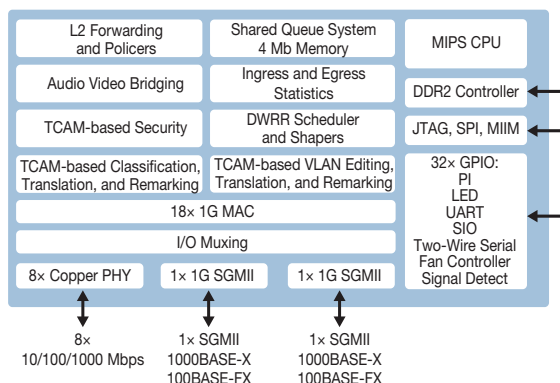 L2 Forwarding
and Policers
Shared Queue System
4 Mb Memory
MIPS CPU
Audio Video Bridging
Ingress and Egress
Statistics
DDR2 Controller
TCAM-based Security
DWRR Scheduler
and Shapers
JTAG, SPI, MIIM
TCAM-based Classification,
Translation, and Remarking
TCAM-based VLAN Editing,
Translation, and Remarking
32× GPIO:
PI
LED
UART
SIO
Two-Wire Serial
Fan Controller
Signal Detect
18× 1G MAC
I/O Muxing
8× Copper PHY
1× 1G SGMII
1× 1G SGMII
8×
10/100/1000 Mbps
1× SGMII
1000BASE-X
100BASE-FX
1× SGMII
1000BASE-X
100BASE-FX